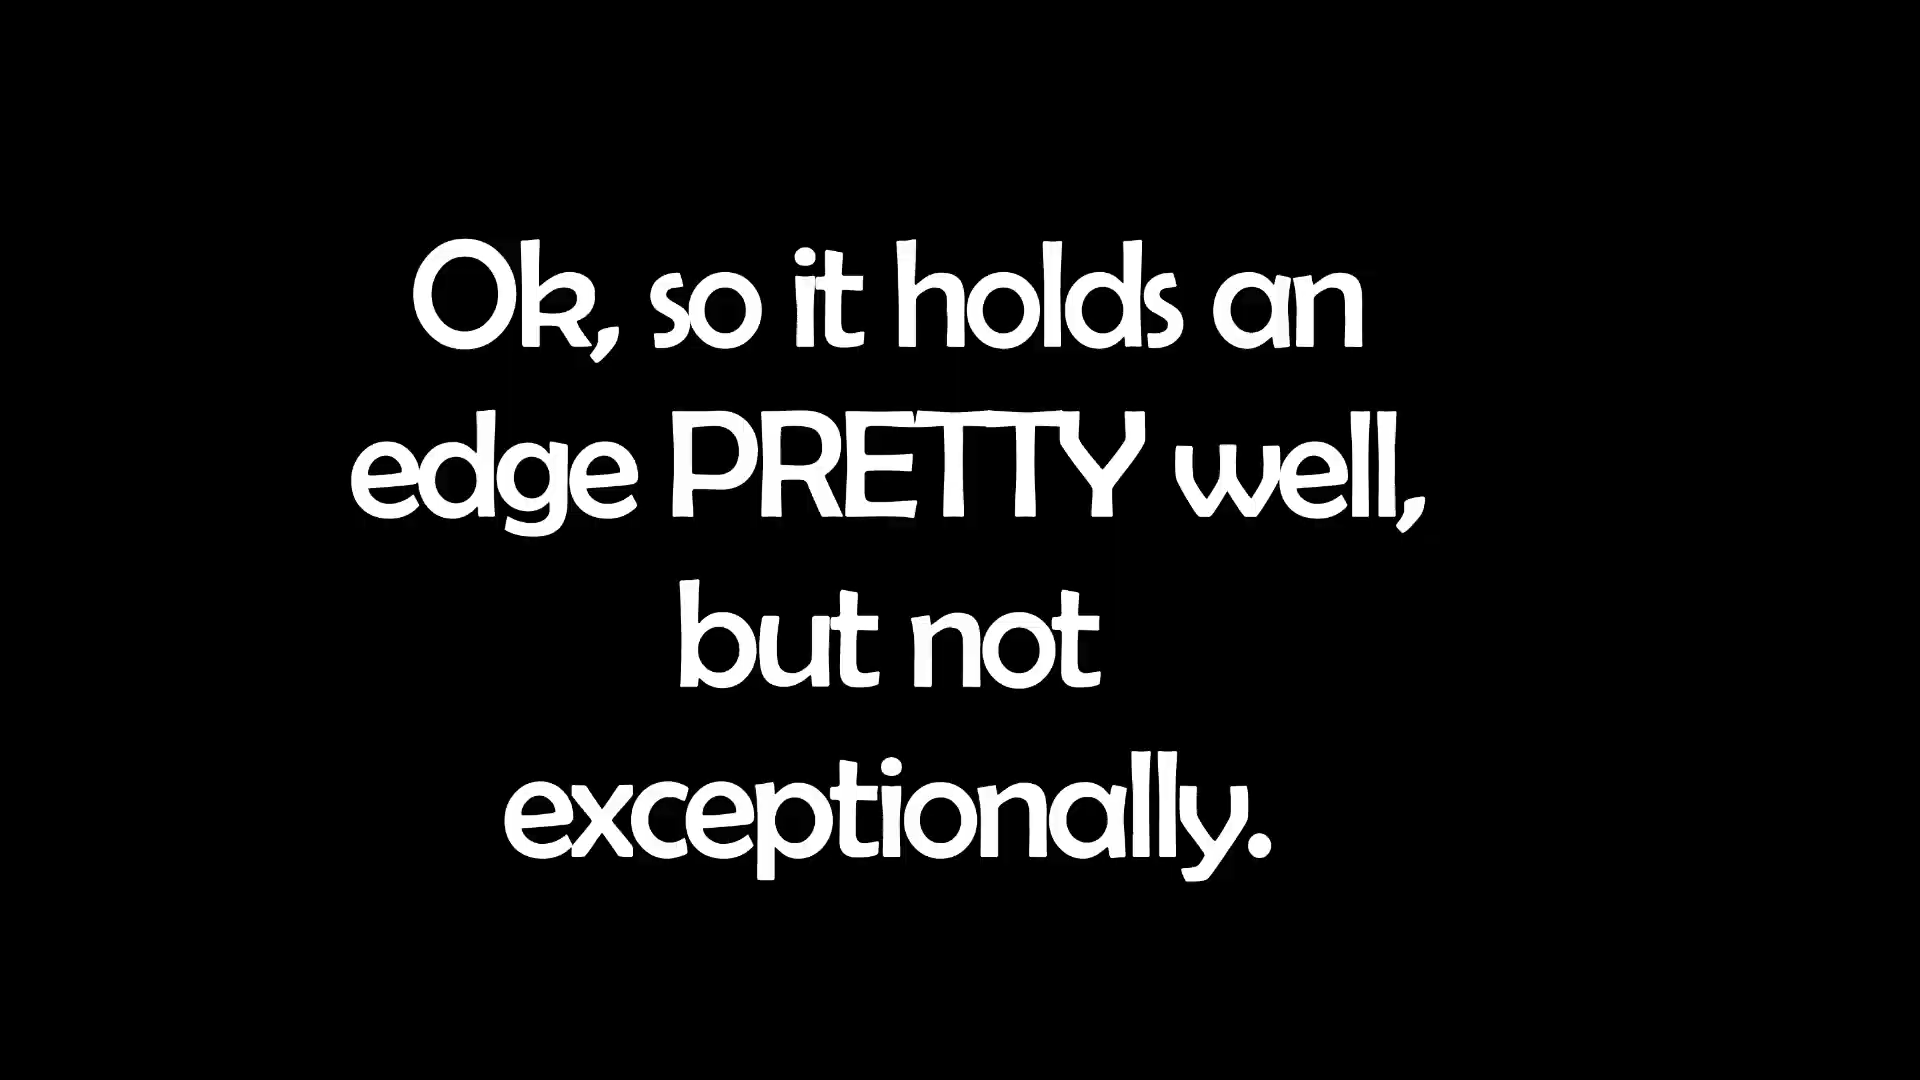 Ok, so it holds an
edge PRETTY well,
but not
exceptionally.